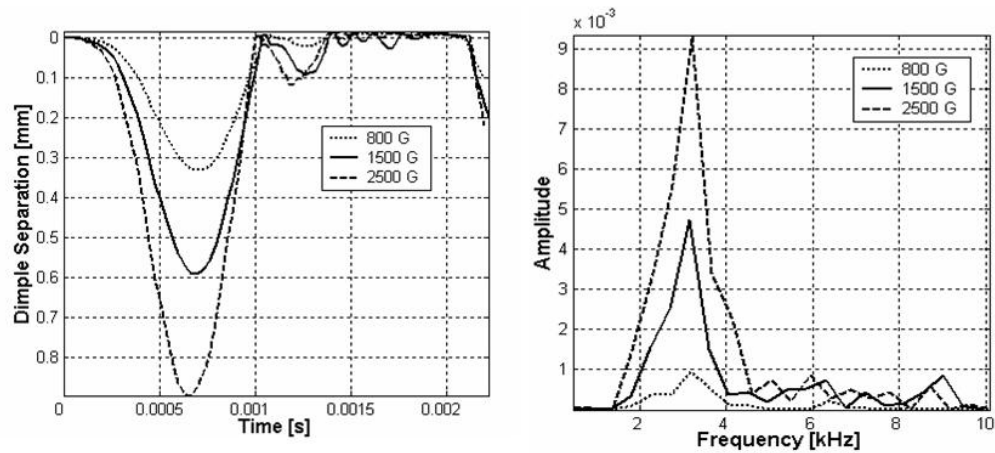 0
0.1
0.2
0.3
0.4
0.5
0.6
0.7
0.8
Dimple Separation [mm]
800 G
1500 G
2500 G
0
0.0005
0.001
0.0015
0.002
Time [s]
x 10⁻³
9
8
7
6
5
4
3
2
1
Amplitude
800 G
1500 G
2500 G
2
4
6
8
10
Frequency [kHz]